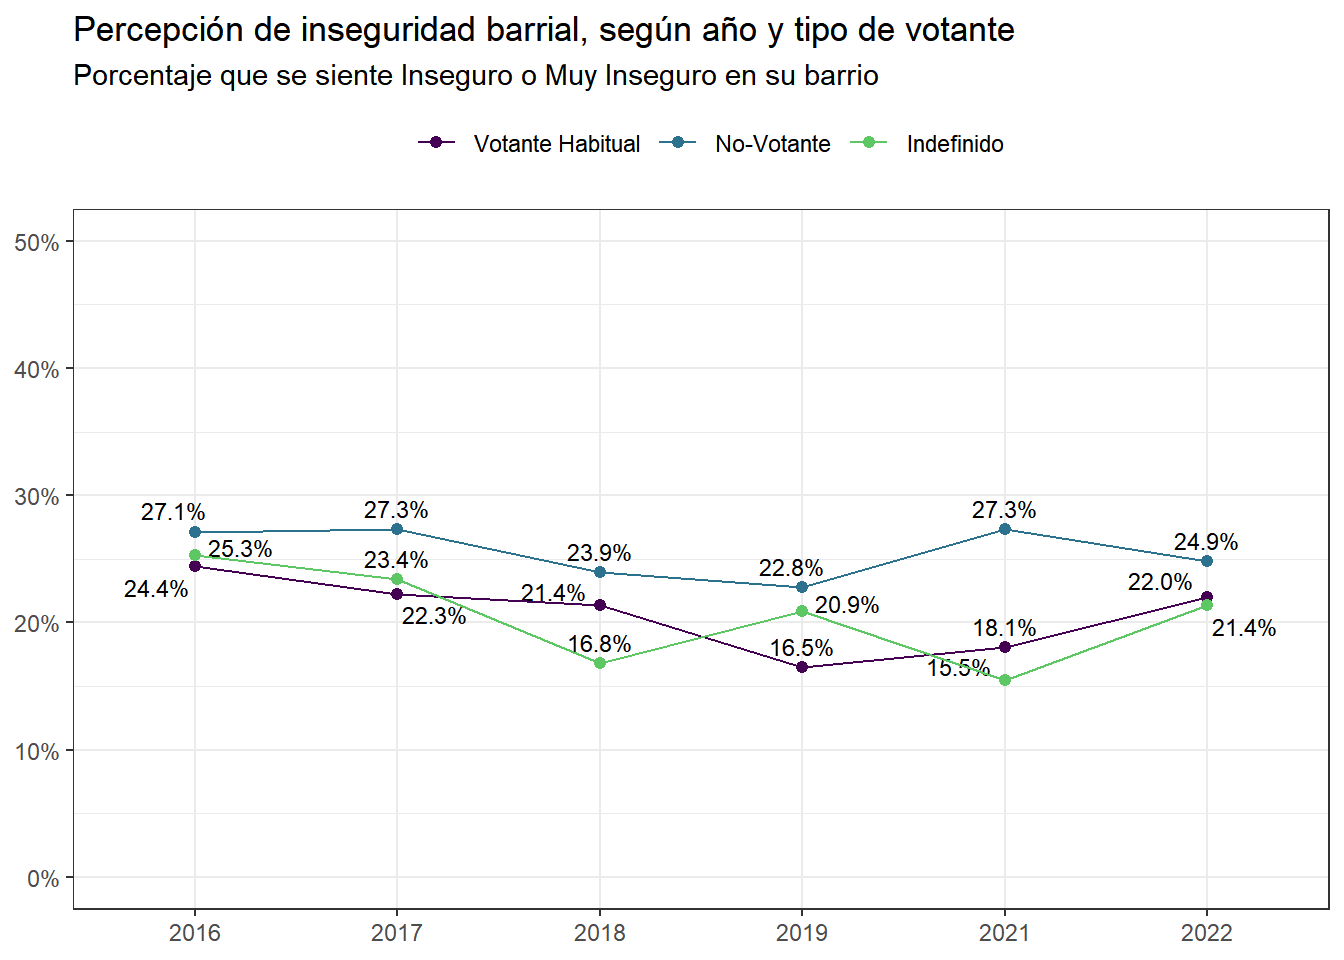 Percepción de inseguridad barrial, según año y tipo de votante
Porcentaje que se siente Inseguro o Muy Inseguro en su barrio
Votante Habitual No-Votante Indefinido
50%
40%
30%
20%
10%
0%
27.1% 27.3% 23.9% 22.8% 27.3% 24.9%
25.3% 23.4% 16.8% 20.9% 15.5% 21.4%
24.4% 22.3% 21.4% 16.5% 18.1% 22.0%
2016 2017 2018 2019 2021 2022